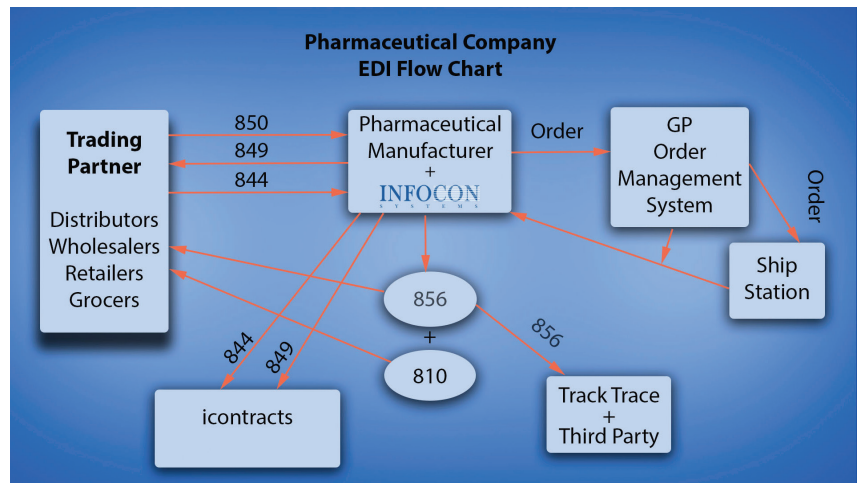 Pharmaceutical Company
EDI Flow Chart
Trading
Partner
Distributors
Wholesalers
Retailers
Grocers
850
849
844
Pharmaceutical
Manufacturer
+
INFOCON
SYSTEMS
Order
GP
Order
Management
System
Order
Ship
Station
856
+
810
844
849
856
icontracts
Track Trace
+
Third Party